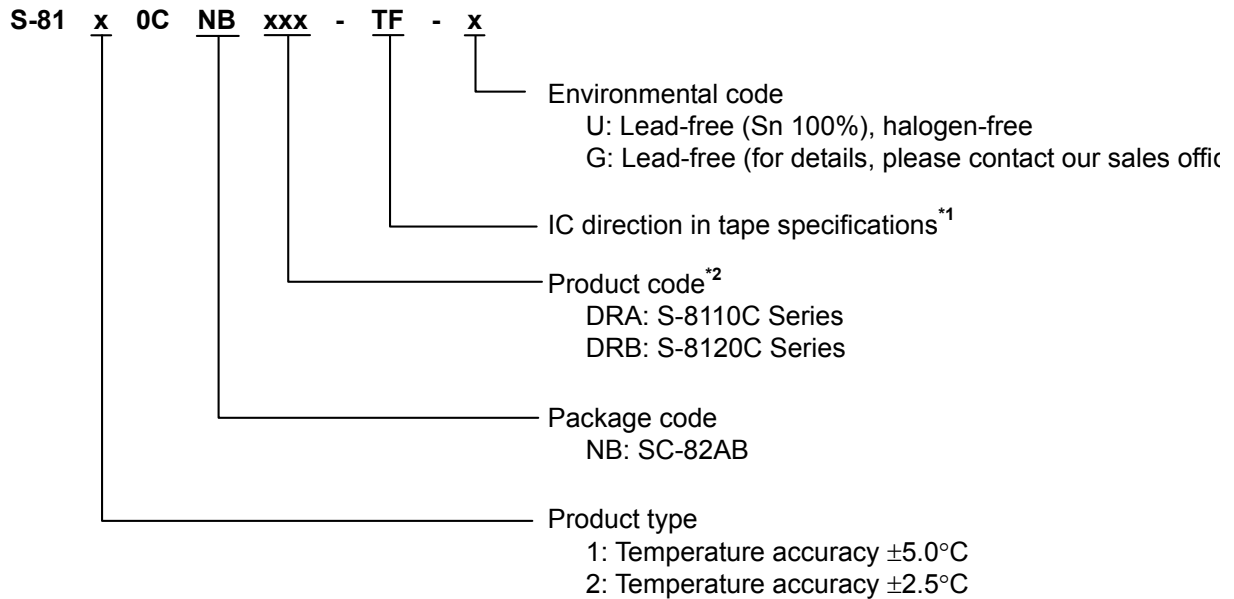 S-81 x 0C NB xxx - TF - x
Environmental code
U: Lead-free (Sn 100%), halogen-free
G: Lead-free (for details, please contact our sales
IC direction in tape specifications*1
Product code*2
DRA: S-8110C Series
DRB: S-8120C Series
Package code
NB: SC-82AB
Product type
1: Temperature accuracy ±5.0°C
2: Temperature accuracy ±2.5°C